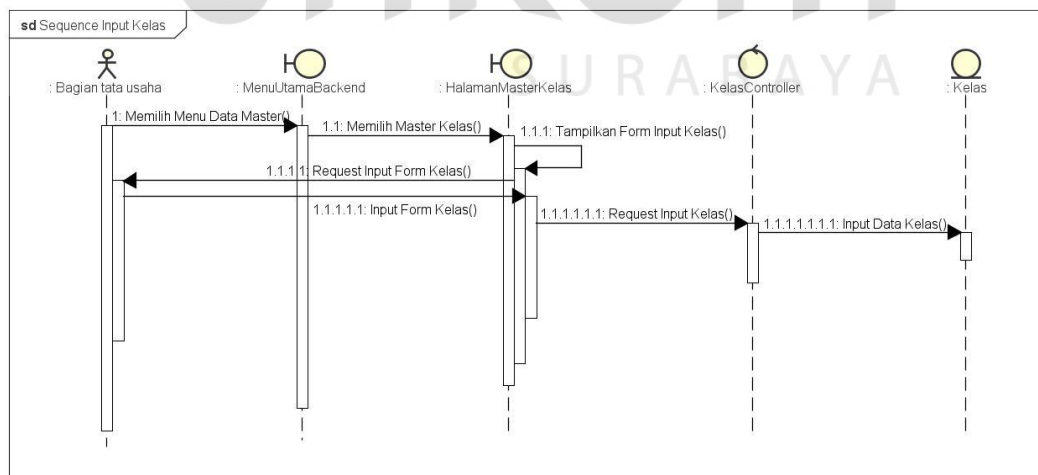 sd Sequence Input Kelas
SURABAYA
: Bagian tata usaha
: MenuUtamaBackend
: HalamanMasterKelas
: KelasController
: Kelas
1: Memilih Menu Data Master()
1.1: Memilih Master Kelas()
1.1.1: Tampilkan Form Input Kelas()
1.1.1.1: Request Input Form Kelas()
1.1.1.1.1: Input Form Kelas()
1.1.1.1.1.1: Request Input Kelas()
1.1.1.1.1.1.1: Input Data Kelas()